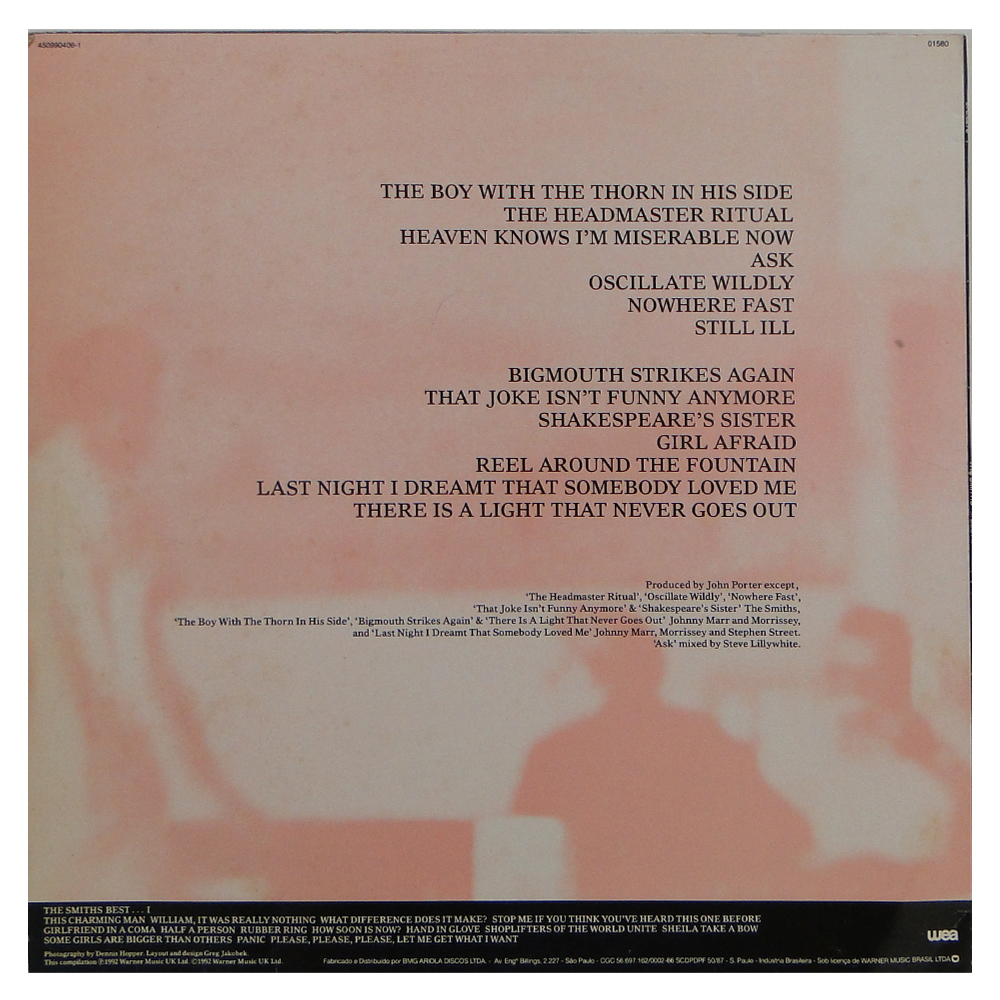 450990406-1
01580
THE BOY WITH THE THORN IN HIS SIDE
THE HEADMASTER RITUAL
HEAVEN KNOWS I'M MISERABLE NOW
ASK
OSCILLATE WILDLY
NOWHERE FAST
STILL ILL
BIGMOUTH STRIKES AGAIN
THAT JOKE ISN'T FUNNY ANYMORE
SHAKESPEARE'S SISTER
GIRL AFRAID
REEL AROUND THE FOUNTAIN
LAST NIGHT I DREAMT THAT SOMEBODY LOVED ME
THERE IS A LIGHT THAT NEVER GOES OUT
Produced by John Porter except,
'The Headmaster Ritual', 'Oscillate Wildly', 'Nowhere Fast',
'That Joke Isn't Funny Anymore' & 'Shakespeare's Sister' The Smiths,
'The Boy With The Thorn In His Side', 'Bigmouth Strikes Again' & 'There Is A Light That Never Goes Out' Johnny Marr and Morrissey,
and 'Last Night I Dreamt That Somebody Loved Me' Johnny Marr, Morrissey and Stephen Street.
'Ask' mixed by Steve Lillywhite.
THE SMITHS BEST . . . I
THIS CHARMING MAN WILLIAM, IT WAS REALLY NOTHING WHAT DIFFERENCE DOES IT MAKE? STOP ME IF YOU THINK YOU'VE HEARD THIS ONE BEFORE
GIRLFRIEND IN A COMA HALF A PERSON RUBBER RING HOW SOON IS NOW? HAND IN GLOVE SHOPLIFTERS OF THE WORLD UNITE SHEILA TAKE A BOW
SOME GIRLS ARE BIGGER THAN OTHERS PANIC PLEASE, PLEASE, PLEASE, LET ME GET WHAT I WANT
wea
Photography by Dennis Hopper. Layout and design Greg Jakobek.
This compilation ℗ 1992 Warner Music UK Ltd. © 1992 Warner Music UK Ltd.
Fabricado e Distribuído por BMG ARIOLA DISCOS LTDA. - Av. Engº Billings, 2.227 - São Paulo - CGC 56.697.162/0002-66 SCDPDPF 50/87 - S. Paulo - Indústria Brasileira - Sob licença de WARNER MUSIC BRASIL LTDA